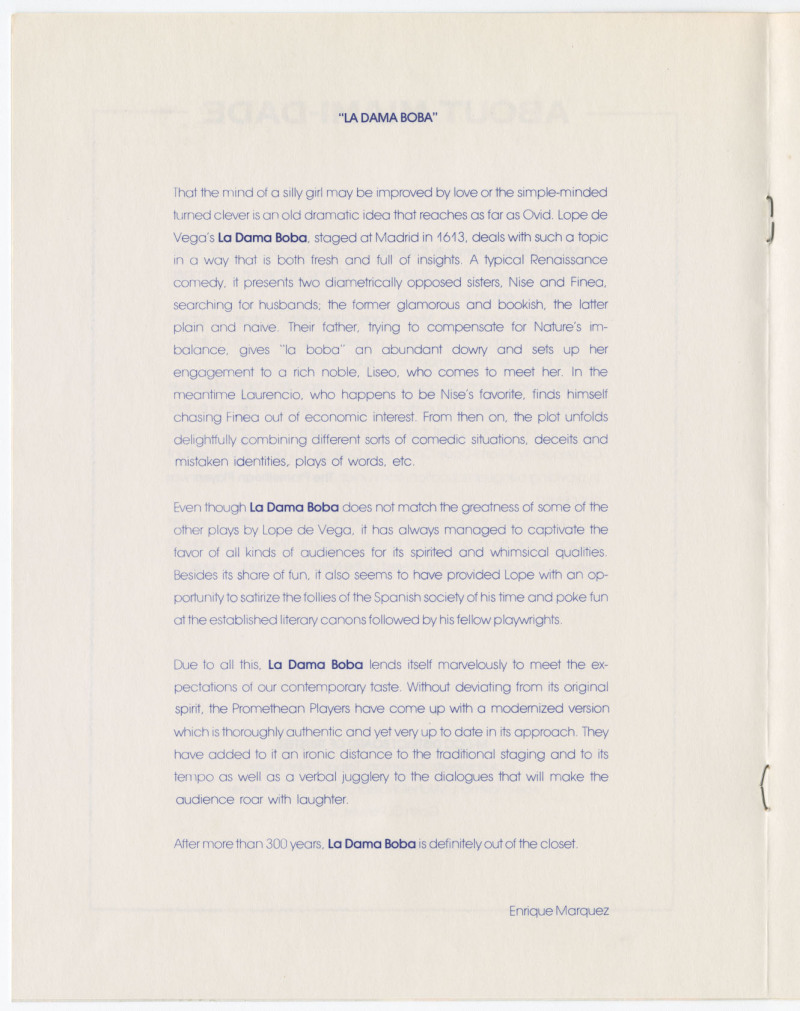 "LA DAMA BOBA"
That the mind of a silly girl may be improved by love or the simple-minded
turned clever is an old dramatic idea that reaches as far as Ovid. Lope de
Vega's La Dama Boba, staged at Madrid in 1613, deals with such a topic
in a way that is both fresh and full of insights. A typical Renaissance
comedy, it presents two diametrically opposed sisters, Nise and Finea,
searching for husbands; the former glamorous and bookish, the latter
plain and naive. Their father, trying to compensate for Nature's im-
balance, gives "la boba" an abundant dowry and sets up her
engagement to a rich noble, Liseo, who comes to meet her. In the
meantime Laurencio, who happens to be Nise's favorite, finds himself
chasing Finea out of economic interest. From then on, the plot unfolds
delightfully combining different sorts of comedic situations, deceits and
mistaken identities, plays of words, etc.
Even though La Dama Boba does not match the greatness of some of the
other plays by Lope de Vega, it has always managed to captivate the
favor of all kinds of audiences for its spirited and whimsical qualities.
Besides its share of fun, it also seems to have provided Lope with an op-
portunity to satirize the follies of the Spanish society of his time and poke fun
at the established literary canons followed by his fellow playwrights.
Due to all this, La Dama Boba lends itself marvelously to meet the ex-
pectations of our contemporary taste. Without deviating from its original
spirit, the Promethean Players have come up with a modernized version
which is thoroughly authentic and yet very up to date in its approach. They
have added to it an ironic distance to the traditional staging and to its
tempo as well as a verbal jugglery to the dialogues that will make the
audience roar with laughter.
After more than 300 years, La Dama Boba is definitely out of the closet.
Enrique Marquez